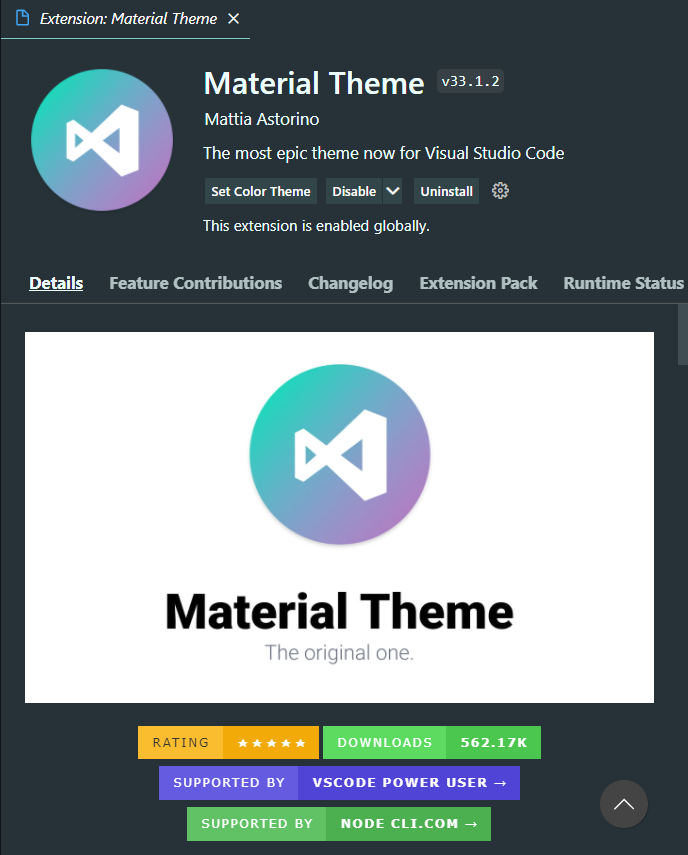 Extension: Material Theme
Material Theme v33.1.2
Mattia Astorino
The most epic theme now for Visual Studio Code
Set Color Theme Disable Uninstall
This extension is enabled globally.
Details Feature Contributions Changelog Extension Pack Runtime Status
Material Theme
The original one.
RATING ★★★★★ DOWNLOADS 562.17K
SUPPORTED BY VSCODE POWER USER →
SUPPORTED BY NODE CLI.COM →